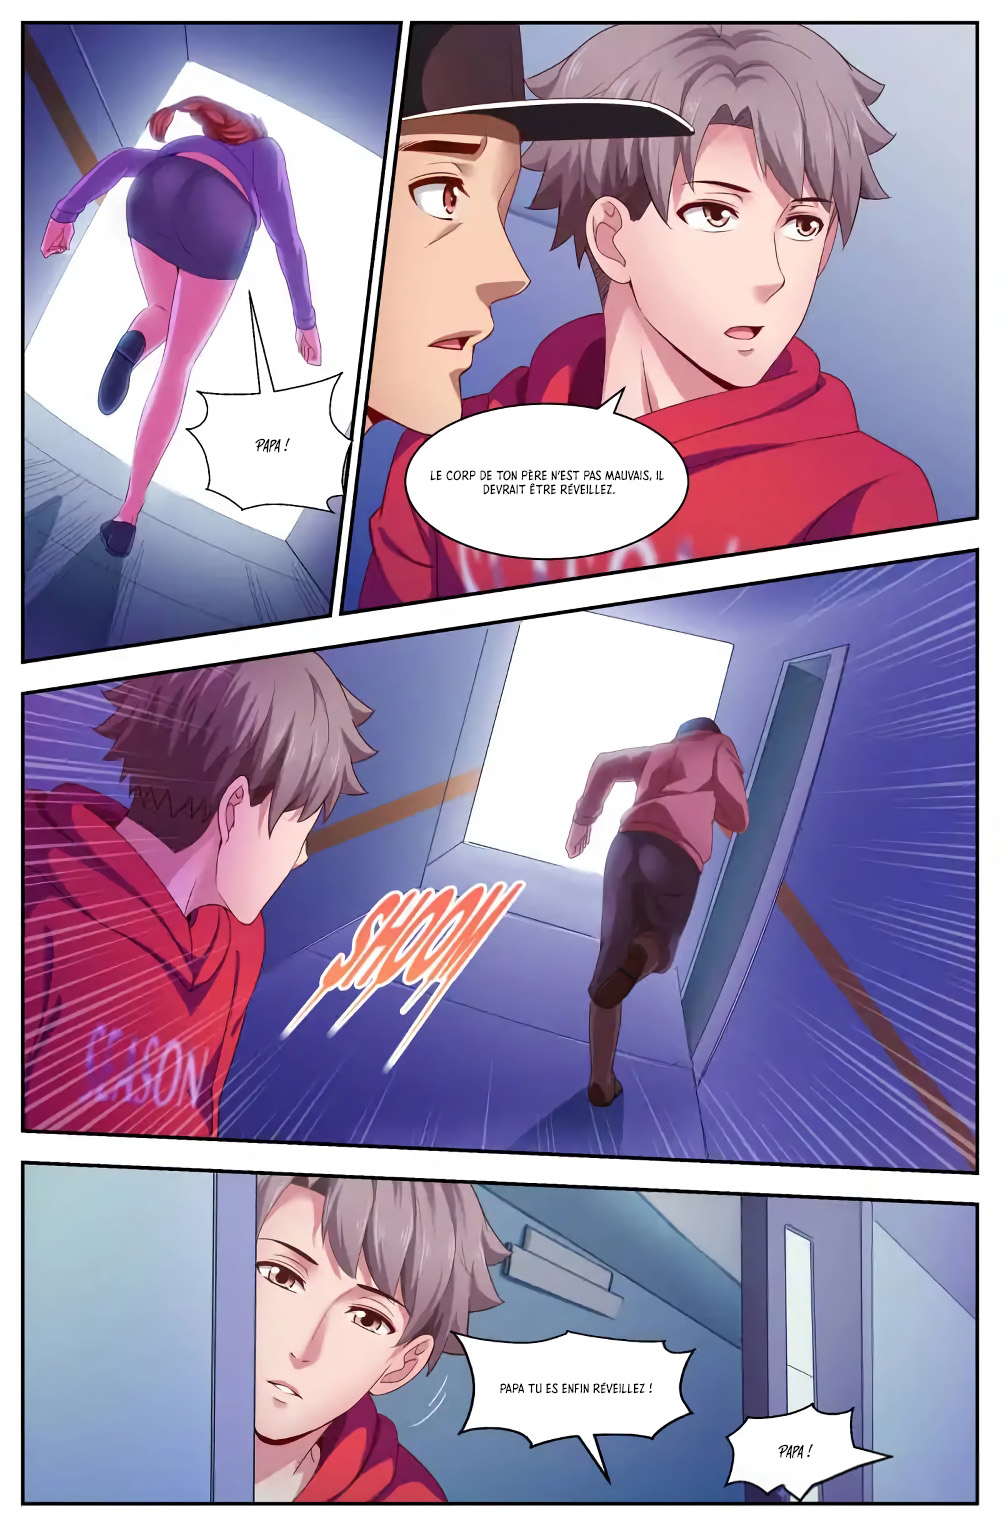 PAPA !
LE CORP DE TON PÈRE N'EST PAS MAUVAIS, IL
DEVRAIT ÊTRE RÉVEILLEZ.
SHOOM
SEASON
PAPA TU ES ENFIN RÉVEILLEZ !
PAPA !